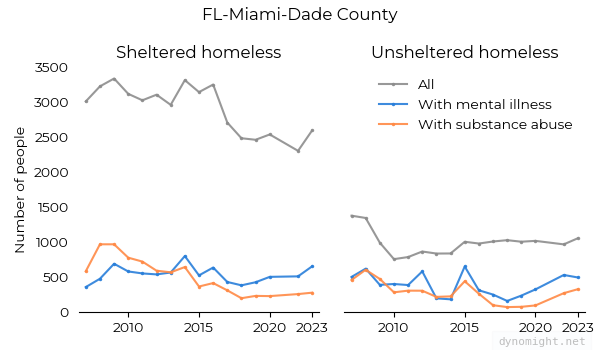 FL-Miami-Dade County
Sheltered homeless
Unsheltered homeless
Number of people
3500
3000
2500
2000
1500
1000
500
0
All
With mental illness
With substance abuse
2010 2015 2020 2023
2010 2015 2020 2023
dynomight.net